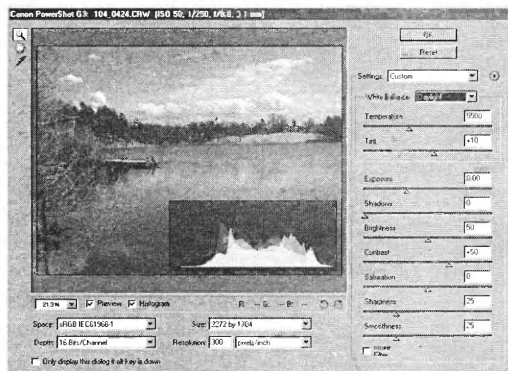 Canon PowerShot G3: 104_0424.CRW (ISO 50, 1/250, f/8.0, mm)
OK
Reset
Settings: Custom
White Balance: Daylight
Temperature 5500
Tint +10
Exposure 0.00
Shadows 0
Brightness 50
Contrast +50
Saturation 0
Sharpness 25
Smoothness 25
21.3% Preview Histogram R: -- G: -- B: --
Space: sRGB IEC61966-1 Size: 2272 by 1704
Depth: 16 Bits/Channel Resolution: 300 pixels/inch
Only display this dialog if alt key is down